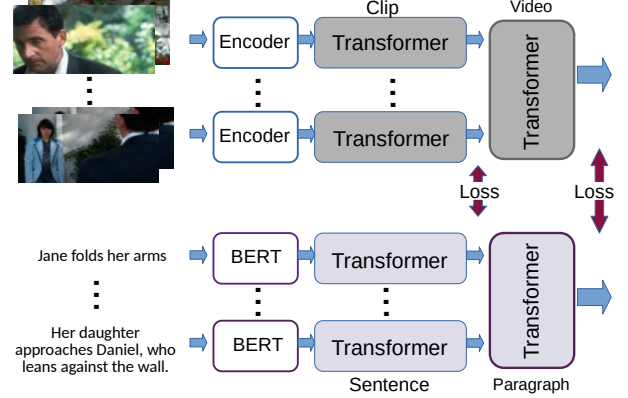 Clip
Video
Encoder
Transformer
Transformer
Encoder
Transformer
Loss
Loss
Jane folds her arms
BERT
Transformer
Transformer
Her daughter
approaches Daniel, who
leans against the wall.
BERT
Transformer
Sentence
Paragraph